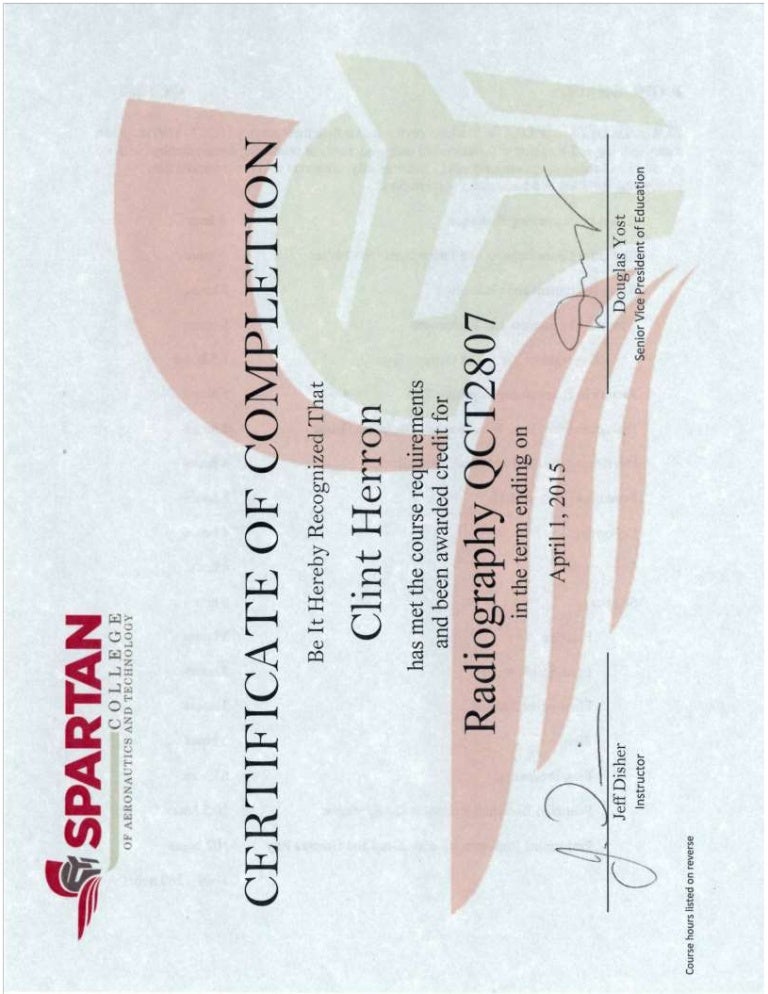 SPARTAN
COLLEGE
OF AERONAUTICS AND TECHNOLOGY
CERTIFICATE OF COMPLETION
Be It Hereby Recognized That
Clint Herron
has met the course requirements
and been awarded credit for
Radiography QCT2807
in the term ending on
April 1, 2015
Jeff Disher
Instructor
Douglas Yost
Senior Vice President of Education
Course hours listed on reverse